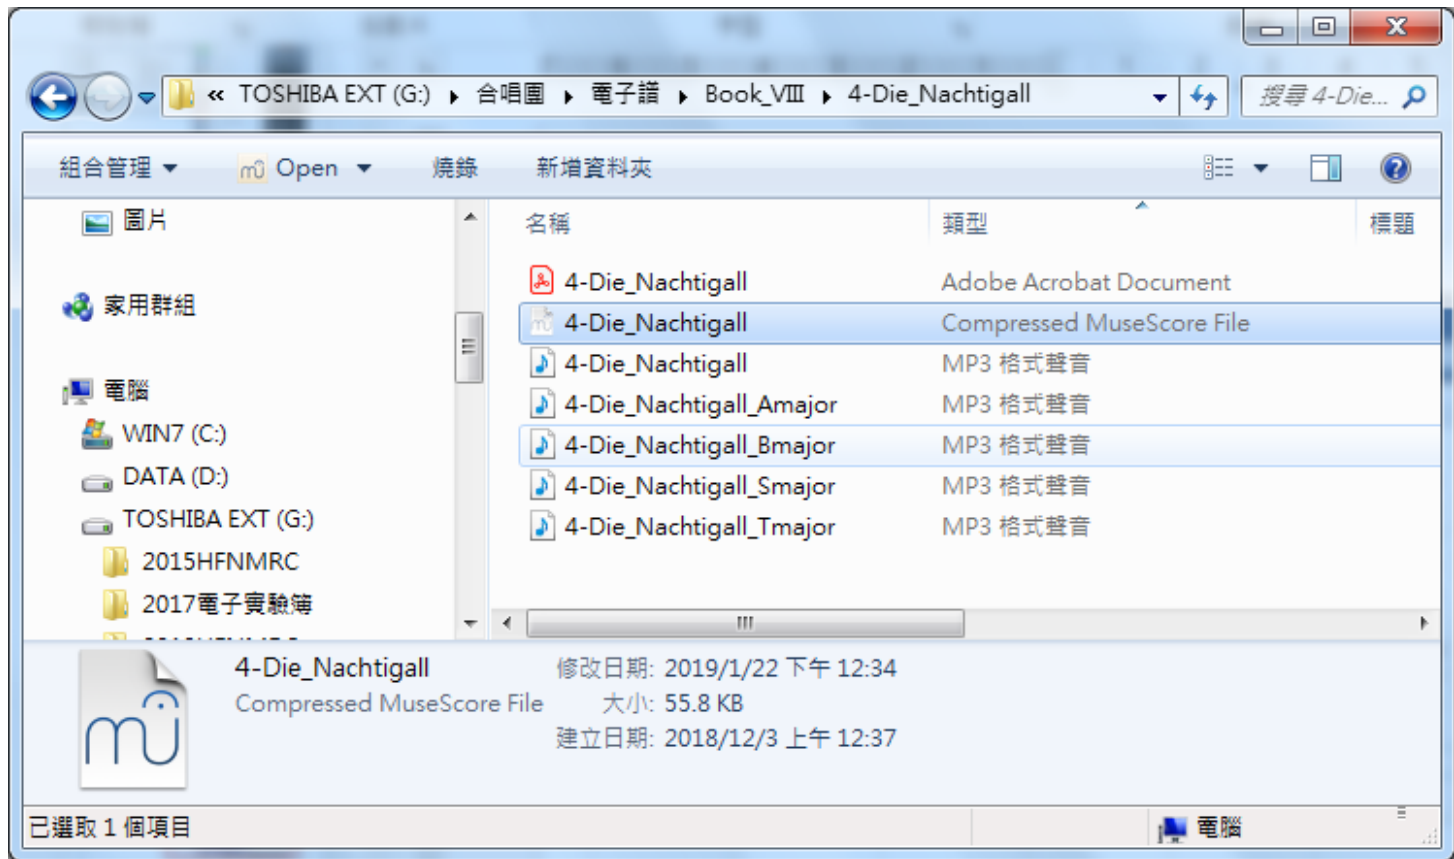 « TOSHIBA EXT (G:) ▸ 合唱團 ▸ 電子譜 ▸ Book_VIII ▸ 4-Die_Nachtigall
搜尋 4-Die...
組合管理 Open 燒錄 新增資料夾
圖片
家用群組
電腦
WIN7 (C:)
DATA (D:)
TOSHIBA EXT (G:)
2015HFNMRC
2017電子實驗簿
名稱 類型 標題
4-Die_Nachtigall Adobe Acrobat Document
4-Die_Nachtigall Compressed MuseScore File
4-Die_Nachtigall MP3 格式聲音
4-Die_Nachtigall_Amajor MP3 格式聲音
4-Die_Nachtigall_Bmajor MP3 格式聲音
4-Die_Nachtigall_Smajor MP3 格式聲音
4-Die_Nachtigall_Tmajor MP3 格式聲音
4-Die_Nachtigall 修改日期: 2019/1/22 下午 12:34
Compressed MuseScore File 大小: 55.8 KB
建立日期: 2018/12/3 上午 12:37
已選取 1 個項目 電腦